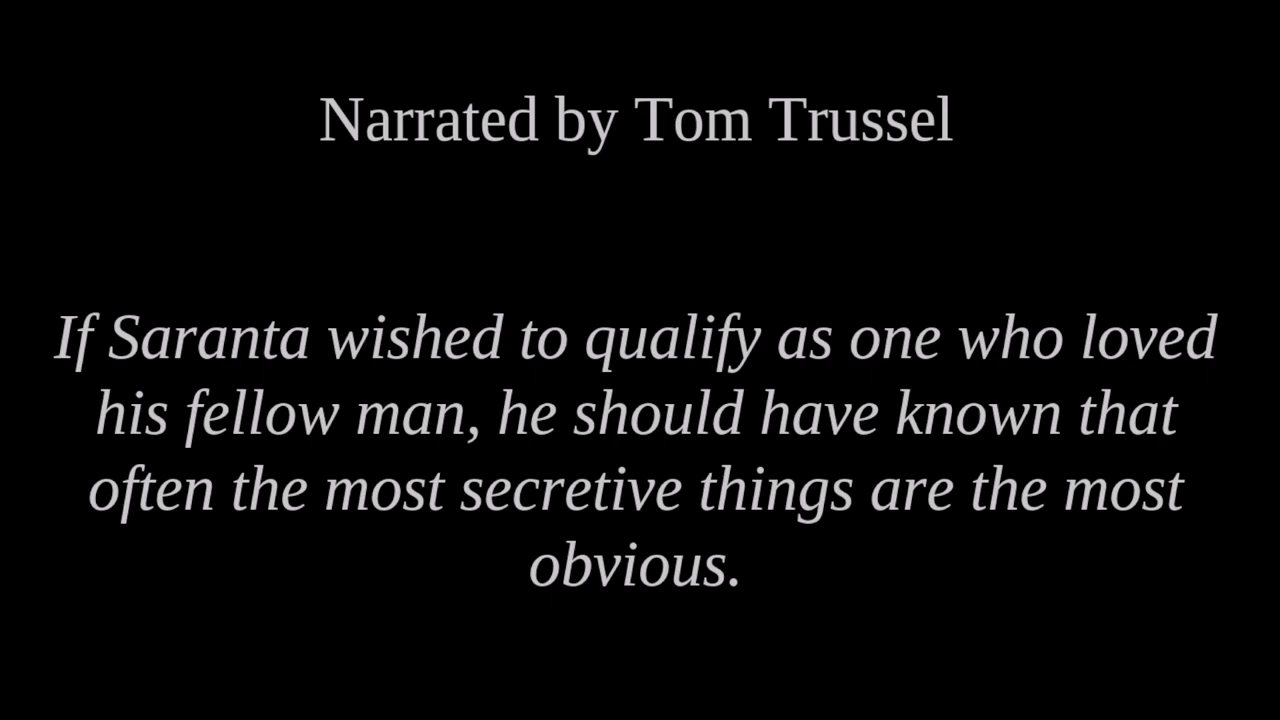 Narrated by Tom Trussel
If Saranta wished to qualify as one who loved
his fellow man, he should have known that
often the most secretive things are the most
obvious.